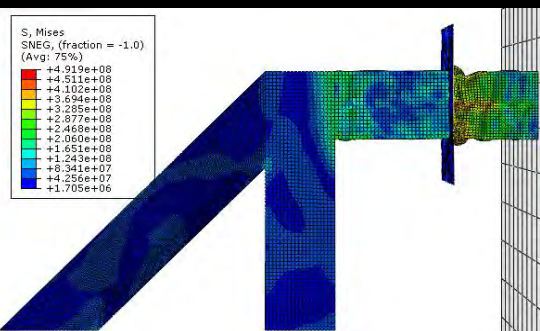 S, Mises
SNEG, (fraction = -1.0)
(Avg: 75%)
+4.919e+08
+4.511e+08
+4.102e+08
+3.694e+08
+3.285e+08
+2.877e+08
+2.468e+08
+2.060e+08
+1.651e+08
+1.243e+08
+8.341e+07
+4.256e+07
+1.705e+06